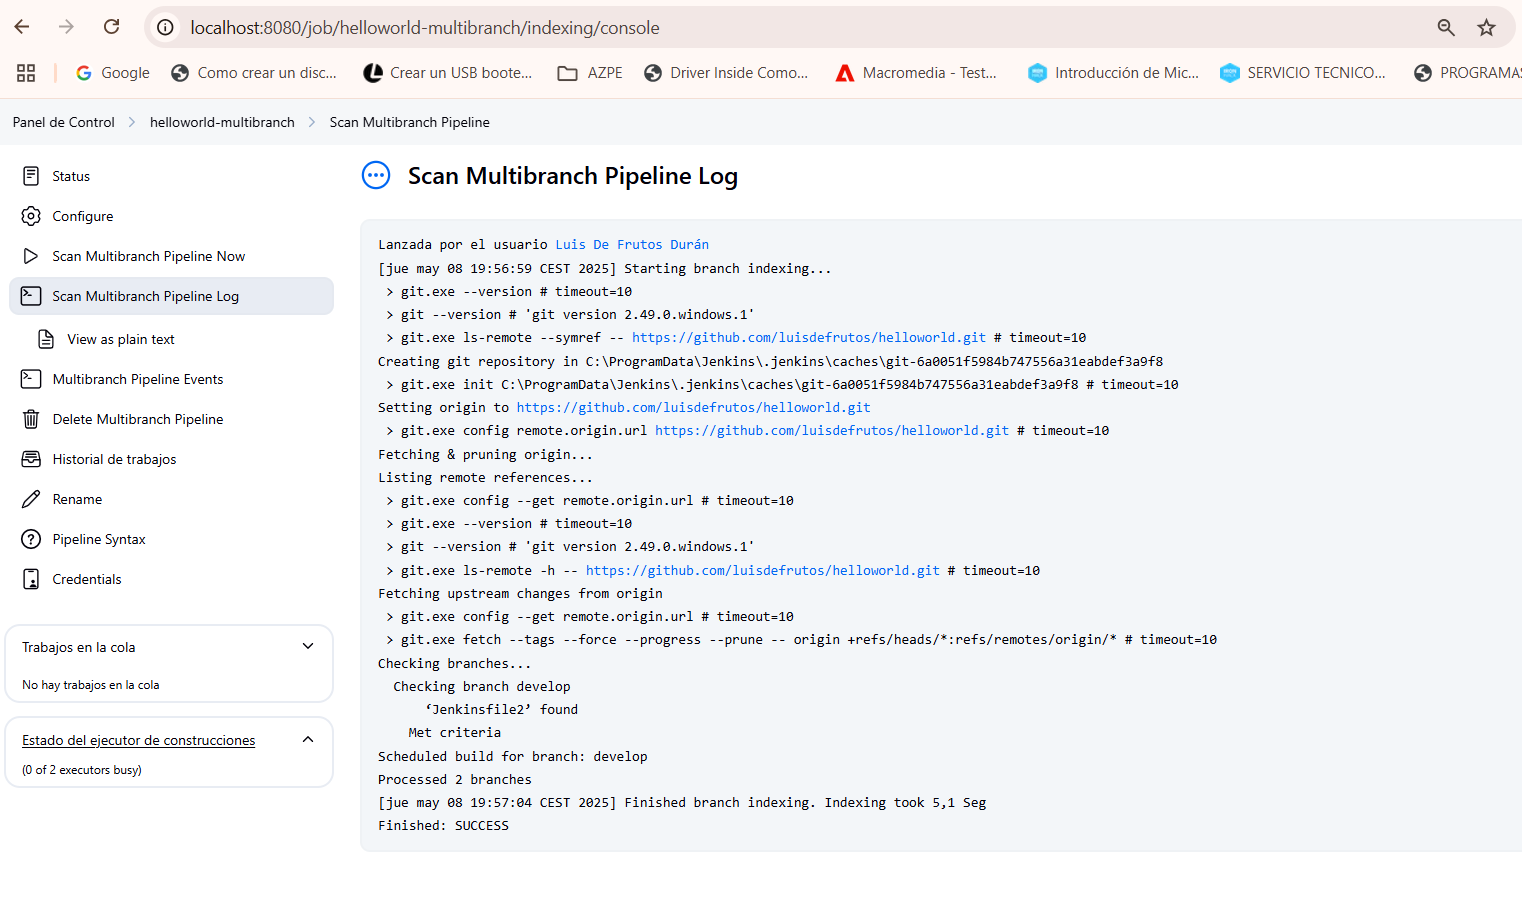 localhost:8080/job/helloworld-multibranch/indexing/console
Google
Como crear un disc...
Crear un USB boote...
AZPE
Driver Inside Como...
Macromedia - Test...
Introducción de Mic...
SERVICIO TECNICO...
PROGRAMAS
Panel de Control
helloworld-multibranch
Scan Multibranch Pipeline
Status
Configure
Scan Multibranch Pipeline Now
Scan Multibranch Pipeline Log
View as plain text
Multibranch Pipeline Events
Delete Multibranch Pipeline
Historial de trabajos
Rename
Pipeline Syntax
Credentials
Trabajos en la cola
No hay trabajos en la cola
Estado del ejecutor de construcciones
(0 of 2 executors busy)
Scan Multibranch Pipeline Log
Lanzada por el usuario Luis De Frutos Durán
[jue may 08 19:56:59 CEST 2025] Starting branch indexing...
> git.exe --version # timeout=10
> git --version # 'git version 2.49.0.windows.1'
> git.exe ls-remote --symref -- https://github.com/luisdefrutos/helloworld.git # timeout=10
Creating git repository in C:\ProgramData\Jenkins\.jenkins\caches\git-6a0051f5984b747556a31eabdef3a9f8
> git.exe init C:\ProgramData\Jenkins\.jenkins\caches\git-6a0051f5984b747556a31eabdef3a9f8 # timeout=10
Setting origin to https://github.com/luisdefrutos/helloworld.git
> git.exe config remote.origin.url https://github.com/luisdefrutos/helloworld.git # timeout=10
Fetching & pruning origin...
Listing remote references...
> git.exe config --get remote.origin.url # timeout=10
> git.exe --version # timeout=10
> git --version # 'git version 2.49.0.windows.1'
> git.exe ls-remote -h -- https://github.com/luisdefrutos/helloworld.git # timeout=10
Fetching upstream changes from origin
> git.exe config --get remote.origin.url # timeout=10
> git.exe fetch --tags --force --progress --prune -- origin +refs/heads/*:refs/remotes/origin/* # timeout=10
Checking branches...
Checking branch develop
‘Jenkinsfile2’ found
Met criteria
Scheduled build for branch: develop
Processed 2 branches
[jue may 08 19:57:04 CEST 2025] Finished branch indexing. Indexing took 5,1 Seg
Finished: SUCCESS